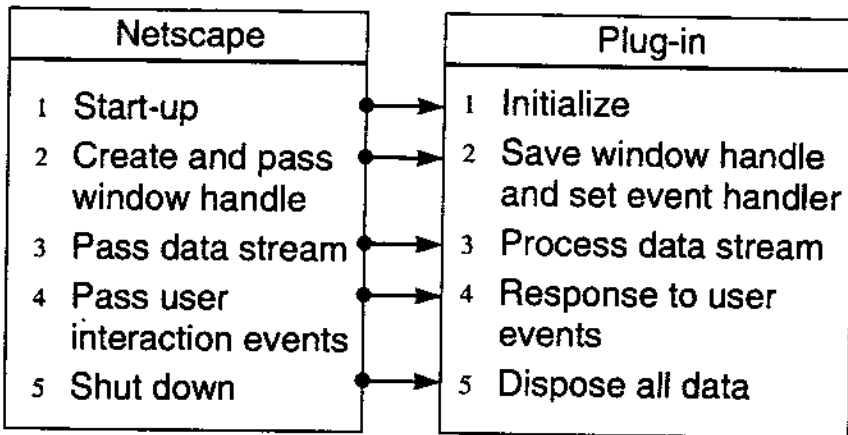 Netscape
1 Start-up
2 Create and pass
window handle
3 Pass data stream
4 Pass user
interaction events
5 Shut down
Plug-in
1 Initialize
2 Save window handle
and set event handler
3 Process data stream
4 Response to user
events
5 Dispose all data